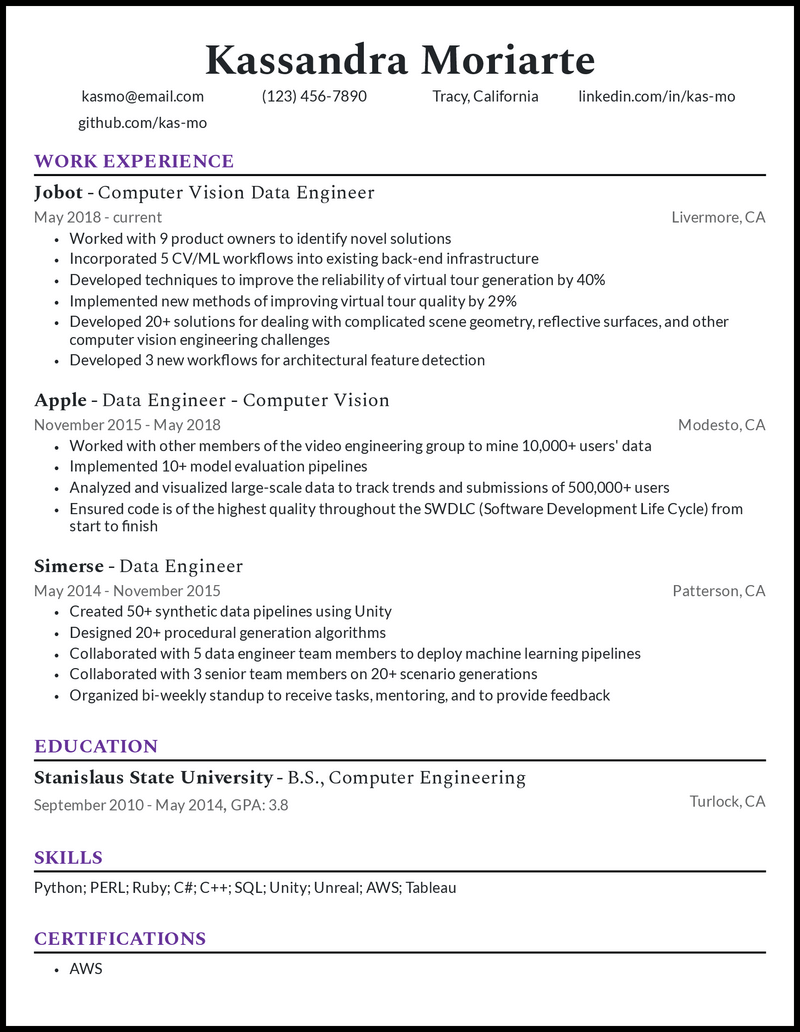 Kassandra Moriarte
kasmo@email.com (123) 456-7890 Tracy, California linkedin.com/in/kas-mo
github.com/kas-mo
WORK EXPERIENCE
Jobot - Computer Vision Data Engineer
May 2018 - current Livermore, CA
• Worked with 9 product owners to identify novel solutions
• Incorporated 5 CV/ML workflows into existing back-end infrastructure
• Developed techniques to improve the reliability of virtual tour generation by 40%
• Implemented new methods of improving virtual tour quality by 29%
• Developed 20+ solutions for dealing with complicated scene geometry, reflective surfaces, and other
computer vision engineering challenges
• Developed 3 new workflows for architectural feature detection
Apple - Data Engineer - Computer Vision
November 2015 - May 2018 Modesto, CA
• Worked with other members of the video engineering group to mine 10,000+ users' data
• Implemented 10+ model evaluation pipelines
• Analyzed and visualized large-scale data to track trends and submissions of 500,000+ users
• Ensured code is of the highest quality throughout the SWDLC (Software Development Life Cycle) from
start to finish
Simerse - Data Engineer
May 2014 - November 2015 Patterson, CA
• Created 50+ synthetic data pipelines using Unity
• Designed 20+ procedural generation algorithms
• Collaborated with 5 data engineer team members to deploy machine learning pipelines
• Collaborated with 3 senior team members on 20+ scenario generations
• Organized bi-weekly standup to receive tasks, mentoring, and to provide feedback
EDUCATION
Stanislaus State University - B.S., Computer Engineering
September 2010 - May 2014, GPA: 3.8 Turlock, CA
SKILLS
Python; PERL; Ruby; C#; C++; SQL; Unity; Unreal; AWS; Tableau
CERTIFICATIONS
• AWS